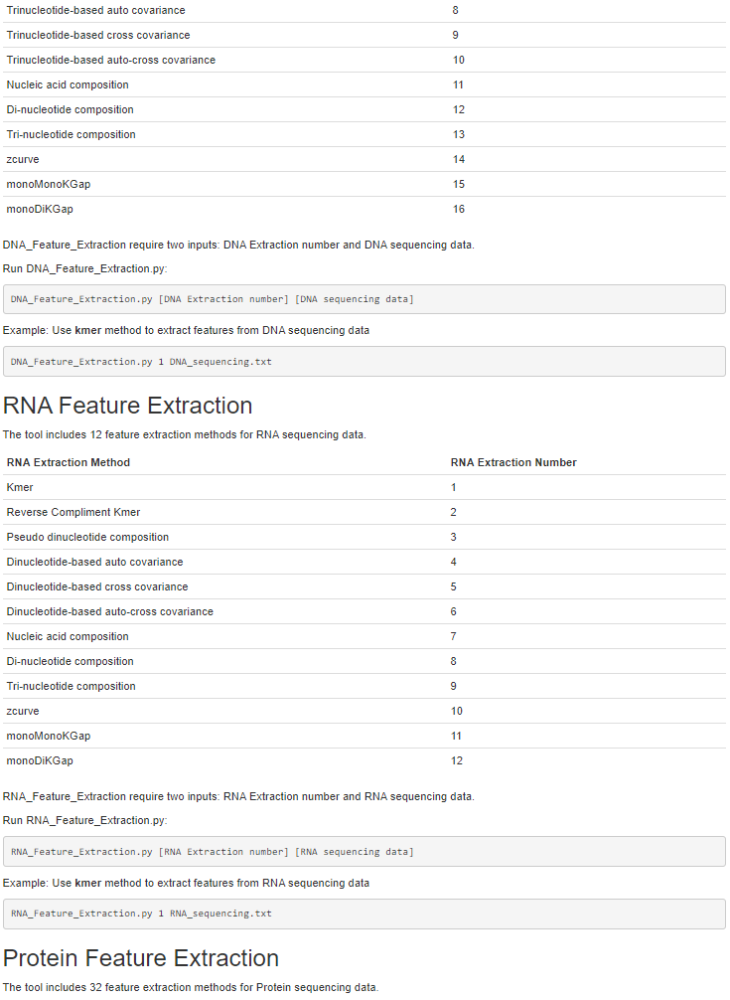 Trinucleotide-based auto covariance 8
Trinucleotide-based cross covariance 9
Trinucleotide-based auto-cross covariance 10
Nucleic acid composition 11
Di-nucleotide composition 12
Tri-nucleotide composition 13
zcurve 14
monoMonoKGap 15
monoDiKGap 16
DNA_Feature_Extraction require two inputs: DNA Extraction number and DNA sequencing data.
Run DNA_Feature_Extraction.py:
DNA_Feature_Extraction.py [DNA Extraction number] [DNA sequencing data]
Example: Use kmer method to extract features from DNA sequencing data
DNA_Feature_Extraction.py 1 DNA_sequencing.txt
RNA Feature Extraction
The tool includes 12 feature extraction methods for RNA sequencing data.
RNA Extraction Method RNA Extraction Number
Kmer 1
Reverse Compliment Kmer 2
Pseudo dinucleotide composition 3
Dinucleotide-based auto covariance 4
Dinucleotide-based cross covariance 5
Dinucleotide-based auto-cross covariance 6
Nucleic acid composition 7
Di-nucleotide composition 8
Tri-nucleotide composition 9
zcurve 10
monoMonoKGap 11
monoDiKGap 12
RNA_Feature_Extraction require two inputs: RNA Extraction number and RNA sequencing data.
Run RNA_Feature_Extraction.py:
RNA_Feature_Extraction.py [RNA Extraction number] [RNA sequencing data]
Example: Use kmer method to extract features from RNA sequencing data
RNA_Feature_Extraction.py 1 RNA_sequencing.txt
Protein Feature Extraction
The tool includes 32 feature extraction methods for Protein sequencing data.